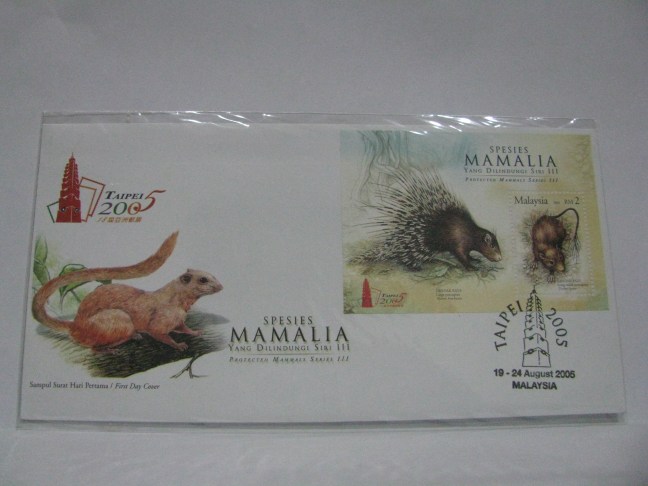 TAIPEI
2005
SPESIES
MAMALIA
YANG DILINDUNGI SIRI III
PROTECTED MAMMALS SERIES III
Sampul Surat Hari Pertama / First Day Cover
SPESIES
MAMALIA
YANG DILINDUNGI SIRI III
PROTECTED MAMMALS SERIES III
Malaysia RM 2
TAIPEI
2005
TAIPEI 2005
19 - 24 August 2005
MALAYSIA